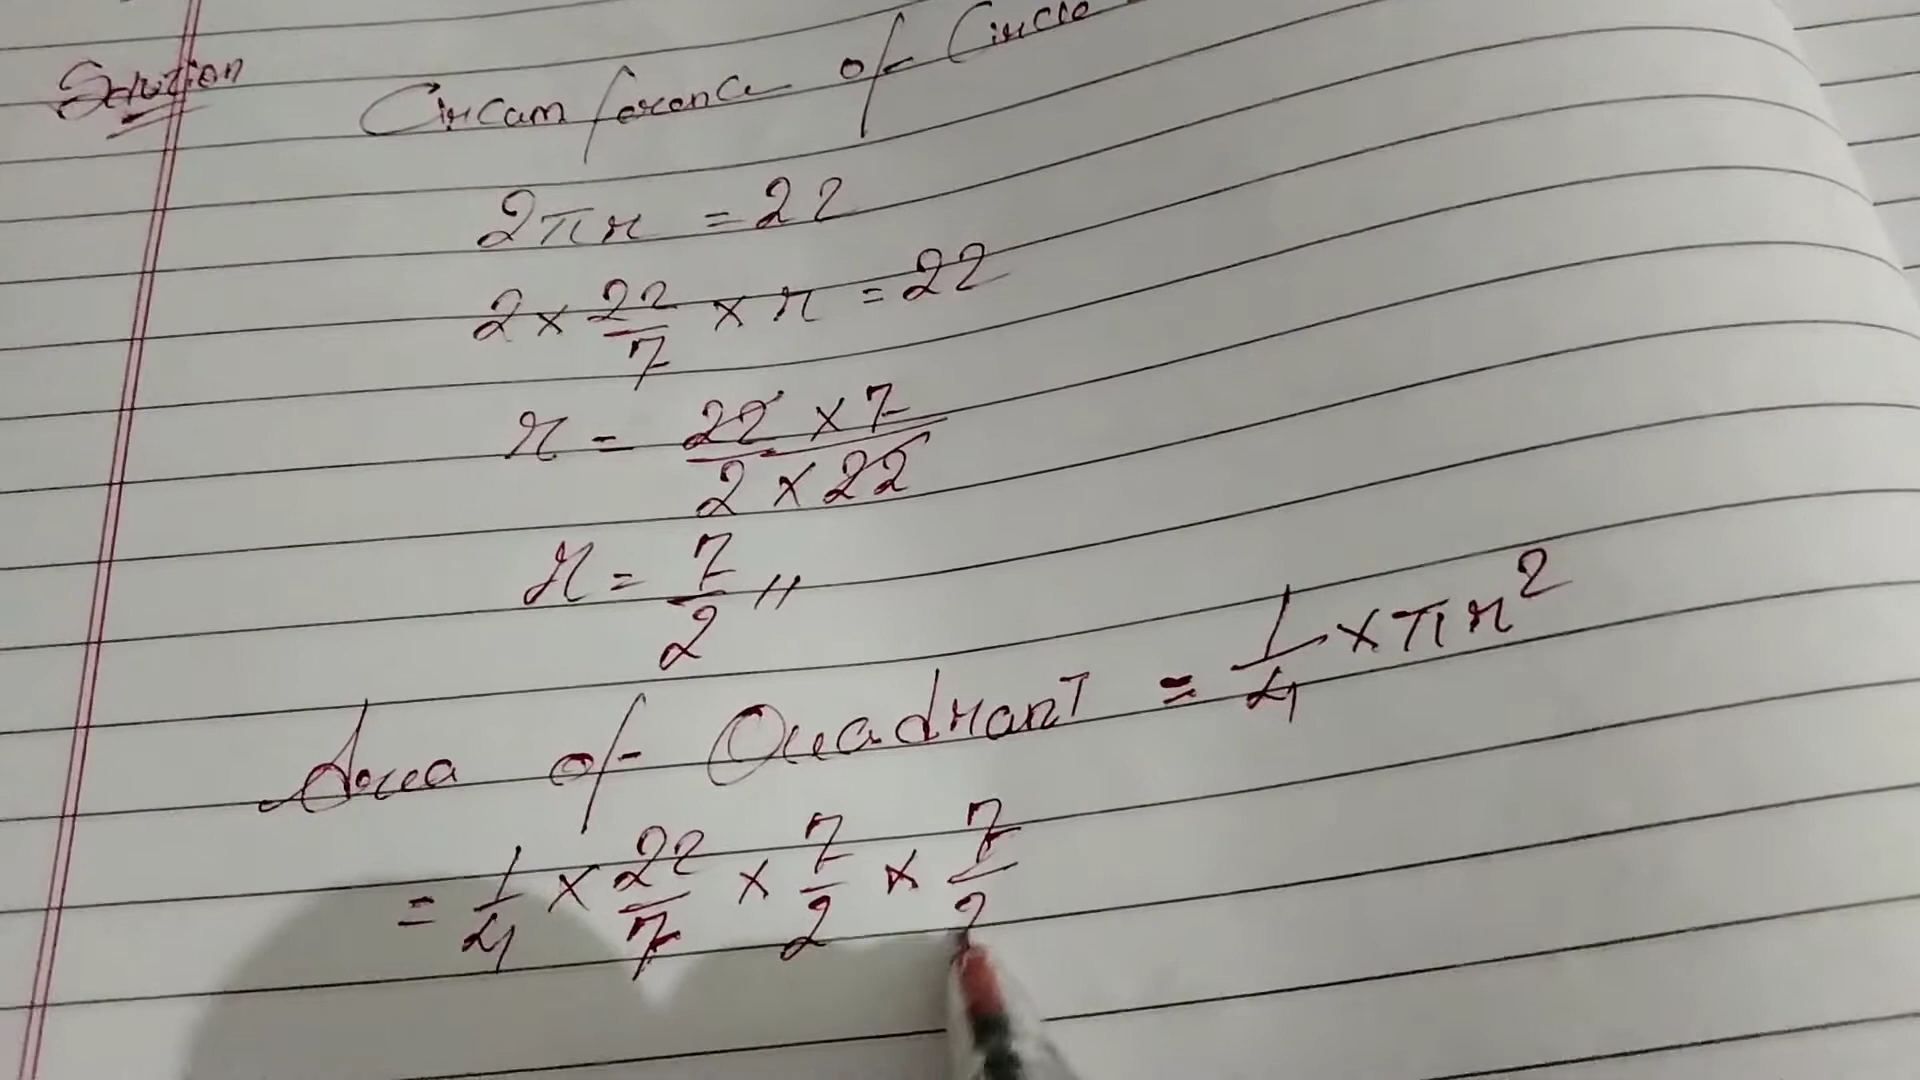 Solution
Circumference of Circle
2πr = 22
2 × 22/7 × r = 22
r = 22 × 7 / 2 × 22
r = 7/2 //
Area of Quadrant = 1/4 × πr²
= 1/4 × 22/7 × 7/2 × 7/2